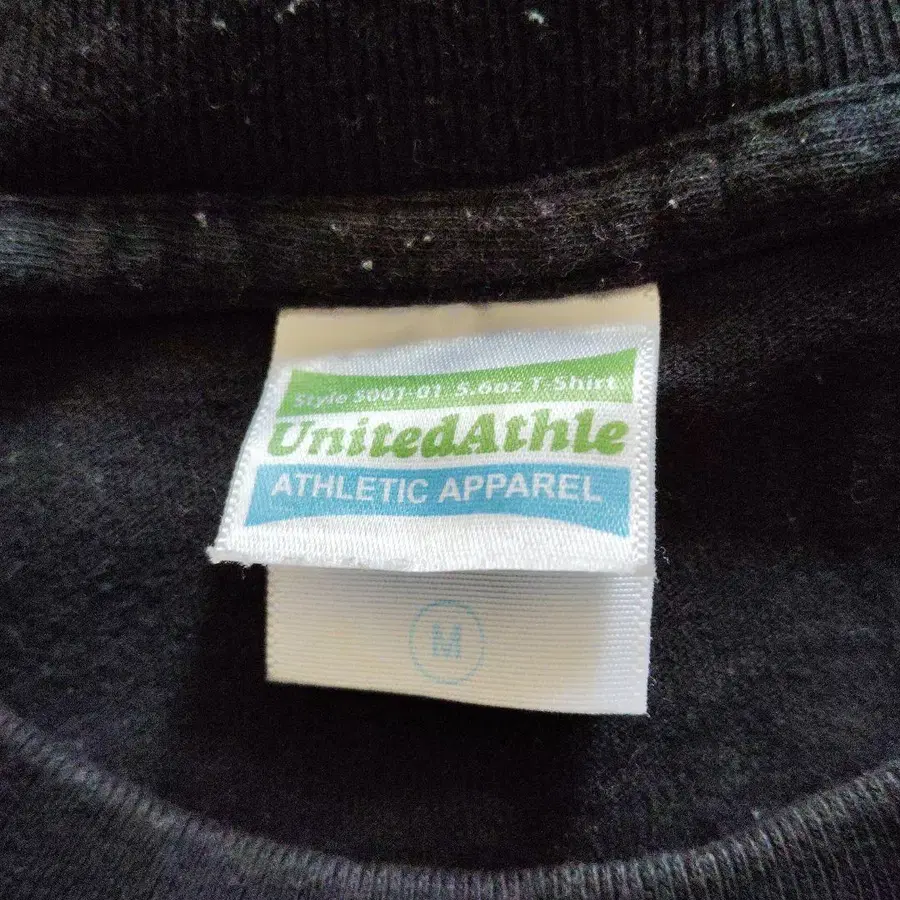 Style 5001-01 5.6oz T-Shirt
UnitedAthle
ATHLETIC APPAREL
M